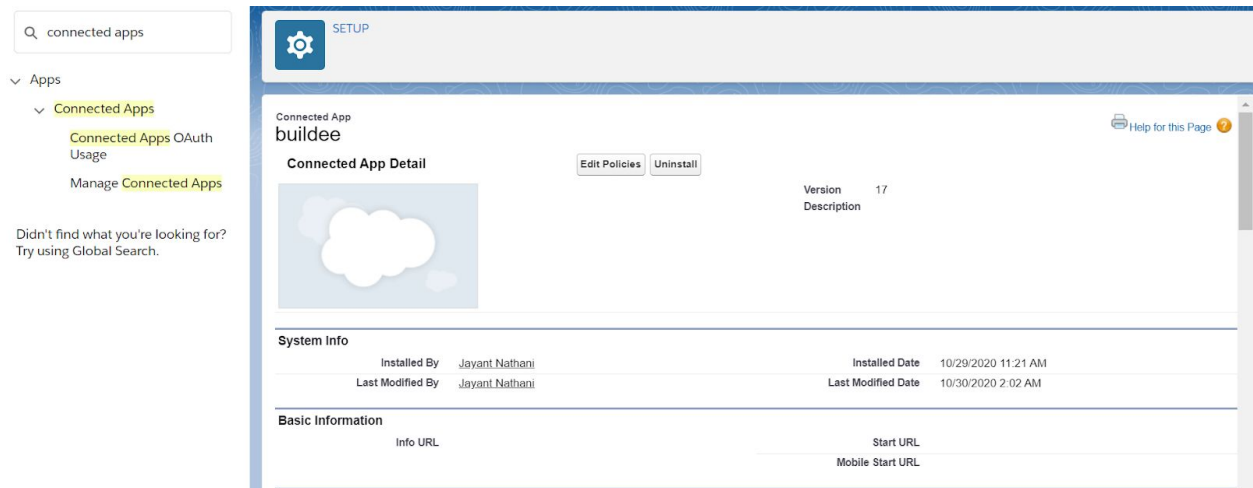 connected apps
Apps
Connected Apps
Connected Apps OAuth
Usage
Manage Connected Apps
Didn't find what you're looking for?
Try using Global Search.
SETUP
Connected App
buildee
Help for this Page
Connected App Detail
Edit Policies Uninstall
Version 17
Description
System Info
Installed By Jayant Nathani Installed Date 10/29/2020 11:21 AM
Last Modified By Jayant Nathani Last Modified Date 10/30/2020 2:02 AM
Basic Information
Info URL Start URL
Mobile Start URL